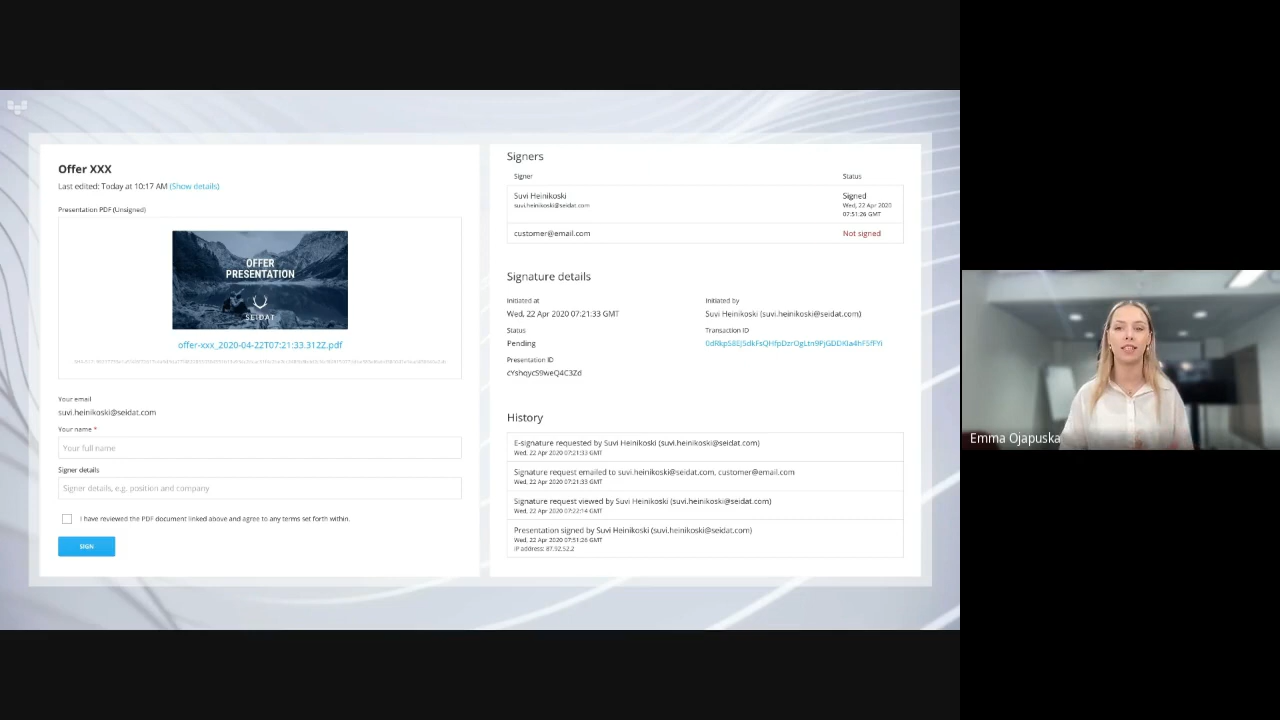 Offer XXX
Last edited: Today at 10:17 AM (Show details)
Presentation PDF (Unsigned)
OFFER
PRESENTATION
SEIDAT
offer-xxx_2020-04-22T07:21:33.312Z.pdf
Your email
suvi.heinikoski@seidat.com
Your name *
Your full name
Signer details
Signer details, e.g. position and company
I have reviewed the PDF document linked above and agree to any terms set forth within.
SIGN
Signers
Signer Status
Suvi Heinikoski Signed
suvi.heinikoski@seidat.com Wed, 22 Apr 2020
07:51:26 GMT
customer@email.com Not signed
Signature details
Initiated at Initiated by
Wed, 22 Apr 2020 07:21:33 GMT Suvi Heinikoski (suvi.heinikoski@seidat.com)
Status Transaction ID
Pending
Presentation ID
cYshqycS9weQ4C3Zd
History
E-signature requested by Suvi Heinikoski (suvi.heinikoski@seidat.com)
Wed, 22 Apr 2020 07:21:33 GMT
Signature request emailed to suvi.heinikoski@seidat.com, customer@email.com
Wed, 22 Apr 2020 07:21:33 GMT
Signature request viewed by Suvi Heinikoski (suvi.heinikoski@seidat.com)
Wed, 22 Apr 2020 07:22:14 GMT
Presentation signed by Suvi Heinikoski (suvi.heinikoski@seidat.com)
Wed, 22 Apr 2020 07:51:26 GMT
IP address: 87.92.52.2
Emma Ojapuska